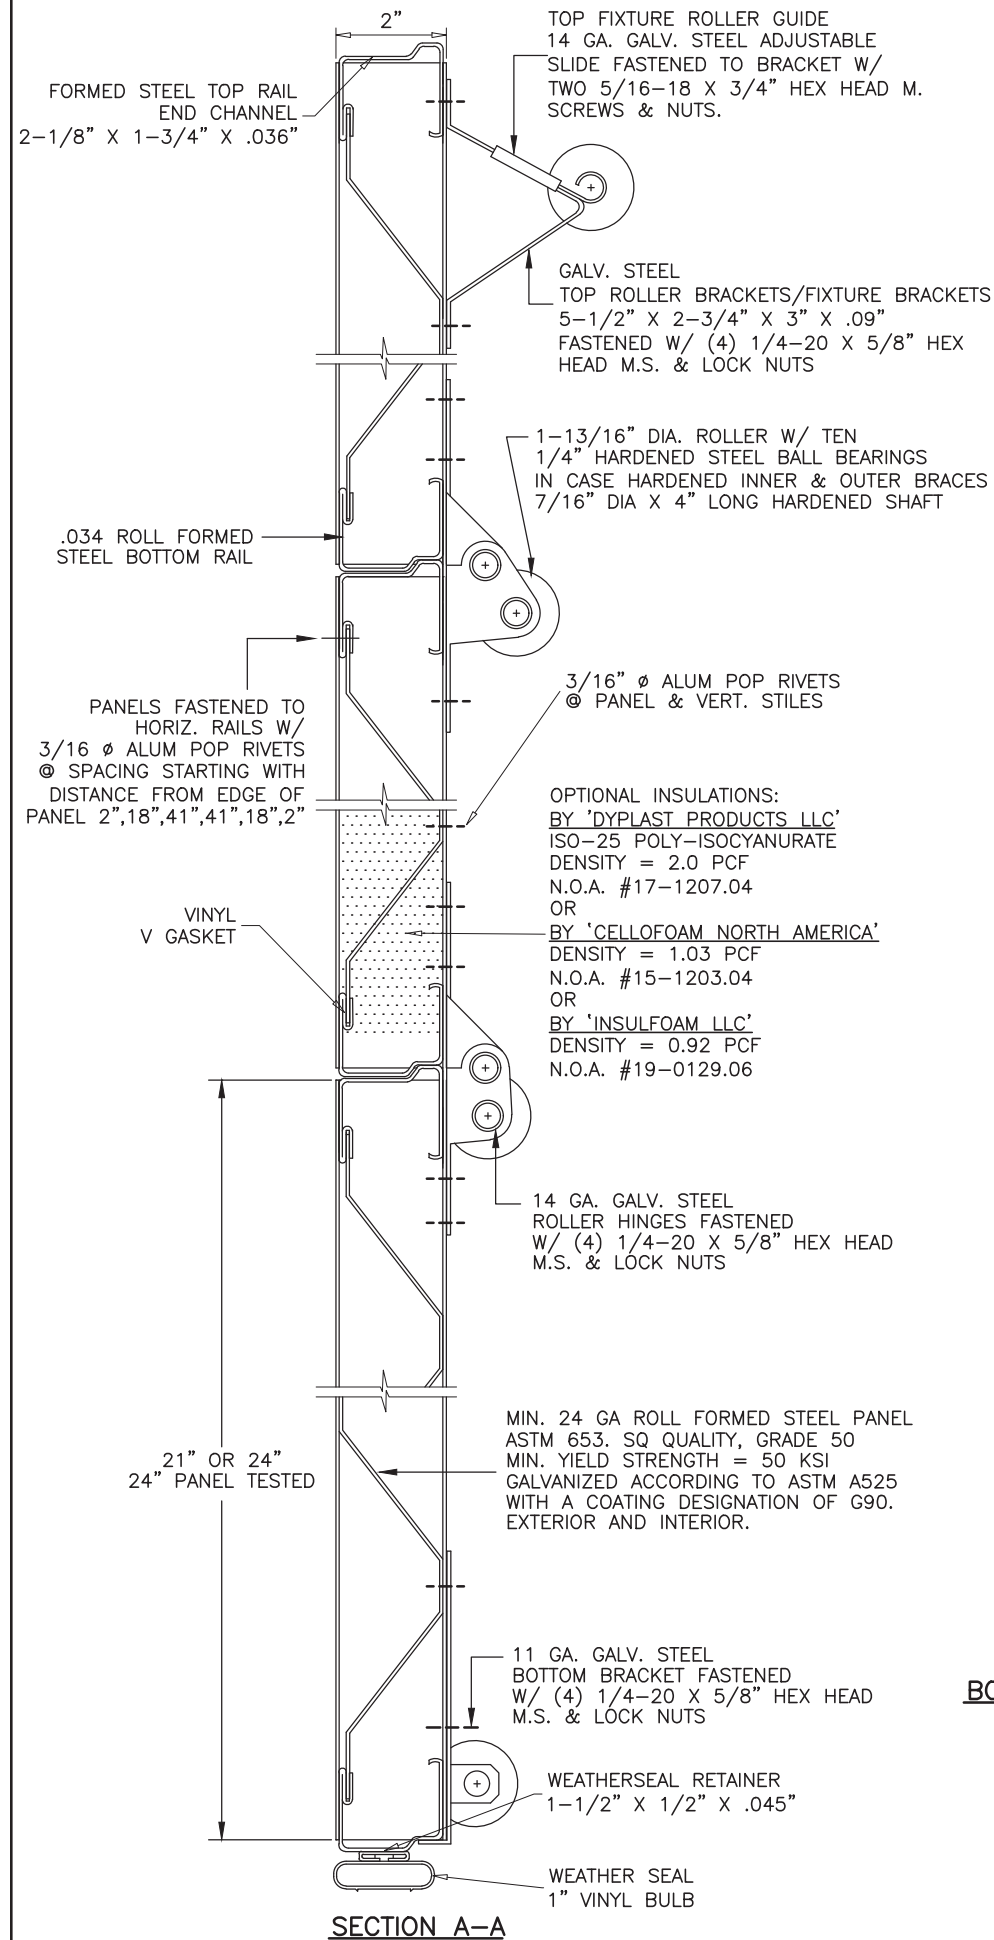 2”
TOP FIXTURE ROLLER GUIDE
14 GA. GALV. STEEL ADJUSTABLE
SLIDE FASTENED TO BRACKET W/
TWO 5/16-18 X 3/4” HEX HEAD M.
SCREWS & NUTS.
FORMED STEEL TOP RAIL
END CHANNEL
2-1/8” X 1-3/4” X .036”
GALV. STEEL
TOP ROLLER BRACKETS/FIXTURE BRACKETS
5-1/2” X 2-3/4” X 3” X .09”
FASTENED W/ (4) 1/4-20 X 5/8” HEX
HEAD M.S. & LOCK NUTS
1-13/16” DIA. ROLLER W/ TEN
1/4” HARDENED STEEL BALL BEARINGS
IN CASE HARDENED INNER & OUTER BRACES
7/16” DIA X 4” LONG HARDENED SHAFT
.034 ROLL FORMED
STEEL BOTTOM RAIL
3/16” ø ALUM POP RIVETS
@ PANEL & VERT. STILES
PANELS FASTENED TO
HORIZ. RAILS W/
3/16 ø ALUM POP RIVETS
@ SPACING STARTING WITH
DISTANCE FROM EDGE OF
PANEL 2”,18”,41”,41”,18”,2”
OPTIONAL INSULATIONS:
BY 'DYPLAST PRODUCTS LLC'
ISO-25 POLY-ISOCYANURATE
DENSITY = 2.0 PCF
N.O.A. #17-1207.04
OR
BY 'CELLOFOAM NORTH AMERICA'
DENSITY = 1.03 PCF
N.O.A. #15-1203.04
OR
BY 'INSULFOAM LLC'
DENSITY = 0.92 PCF
N.O.A. #19-0129.06
VINYL
V GASKET
14 GA. GALV. STEEL
ROLLER HINGES FASTENED
W/ (4) 1/4-20 X 5/8” HEX HEAD
M.S. & LOCK NUTS
21” OR 24”
24” PANEL TESTED
MIN. 24 GA ROLL FORMED STEEL PANEL
ASTM 653. SQ QUALITY, GRADE 50
MIN. YIELD STRENGTH = 50 KSI
GALVANIZED ACCORDING TO ASTM A525
WITH A COATING DESIGNATION OF G90.
EXTERIOR AND INTERIOR.
11 GA. GALV. STEEL
BOTTOM BRACKET FASTENED
W/ (4) 1/4-20 X 5/8” HEX HEAD
M.S. & LOCK NUTS
WEATHERSEAL RETAINER
1-1/2” X 1/2” X .045”
WEATHER SEAL
1” VINYL BULB
SECTION A-A